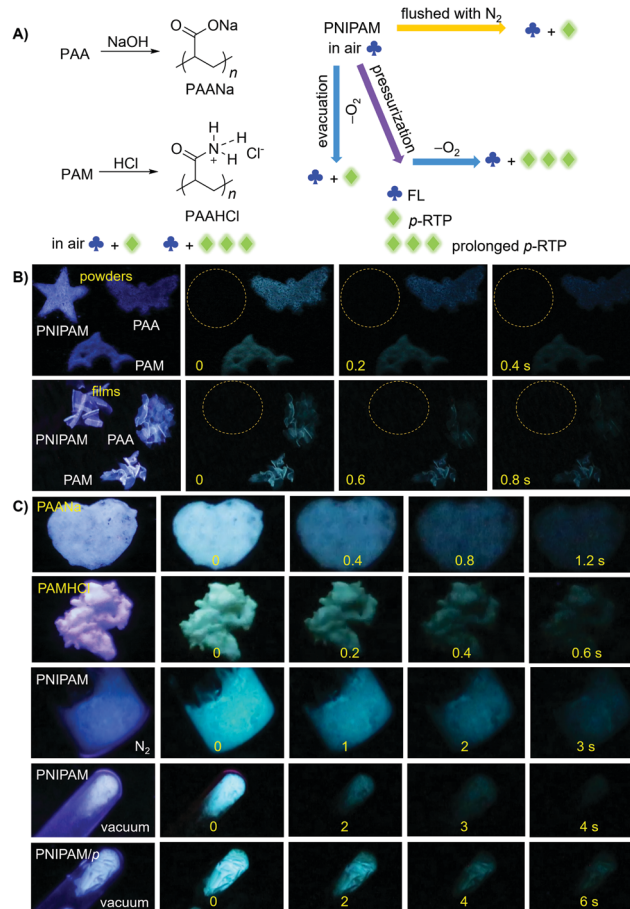 A)
PAA
NaOH
O
ONa
n
PAANa
PAM
HCl
O
H
N
H
H
+
Cl-
n
PAAHCl
in air + +
PNIPAM
in air
flushed with N2
+
evacuation
–O2
pressurization
–O2
+
+
FL
p-RTP
prolonged p-RTP
B)
powders
PNIPAM
PAA
PAM
0
0.2
0.4 s
films
PNIPAM
PAA
PAM
0
0.6
0.8 s
C)
PAANa
0
0.4
0.8
1.2 s
PAMHCl
0
0.2
0.4
0.6 s
PNIPAM
N2
0
1
2
3 s
PNIPAM
vacuum
0
2
3
4 s
PNIPAM/p
vacuum
0
2
4
6 s